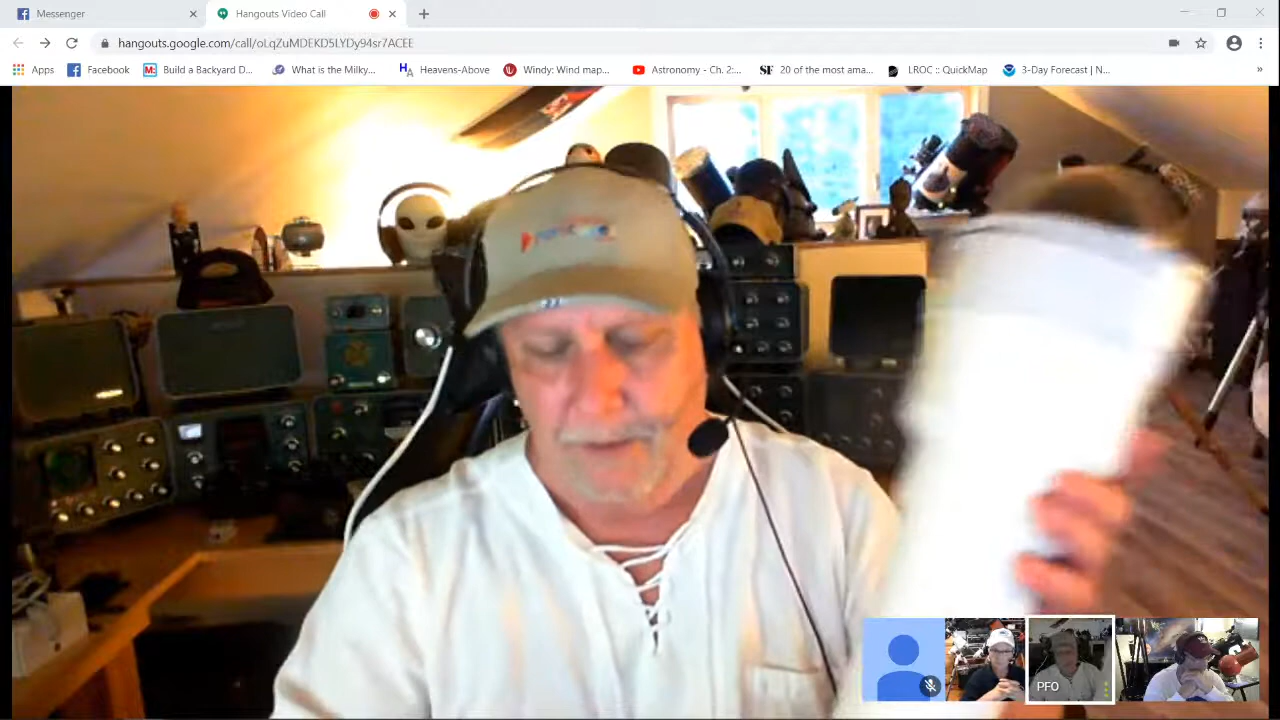 Messenger
Hangouts Video Call
hangouts.google.com/call/oLqZuMDEKD5LYDy94sr7ACEE
Apps
Facebook
Build a Backyard D...
What is the Milky...
Heavens-Above
Windy: Wind map...
Astronomy - Ch. 2:...
SF 20 of the most ama...
LROC :: QuickMap
3-Day Forecast | N...
»
PFO